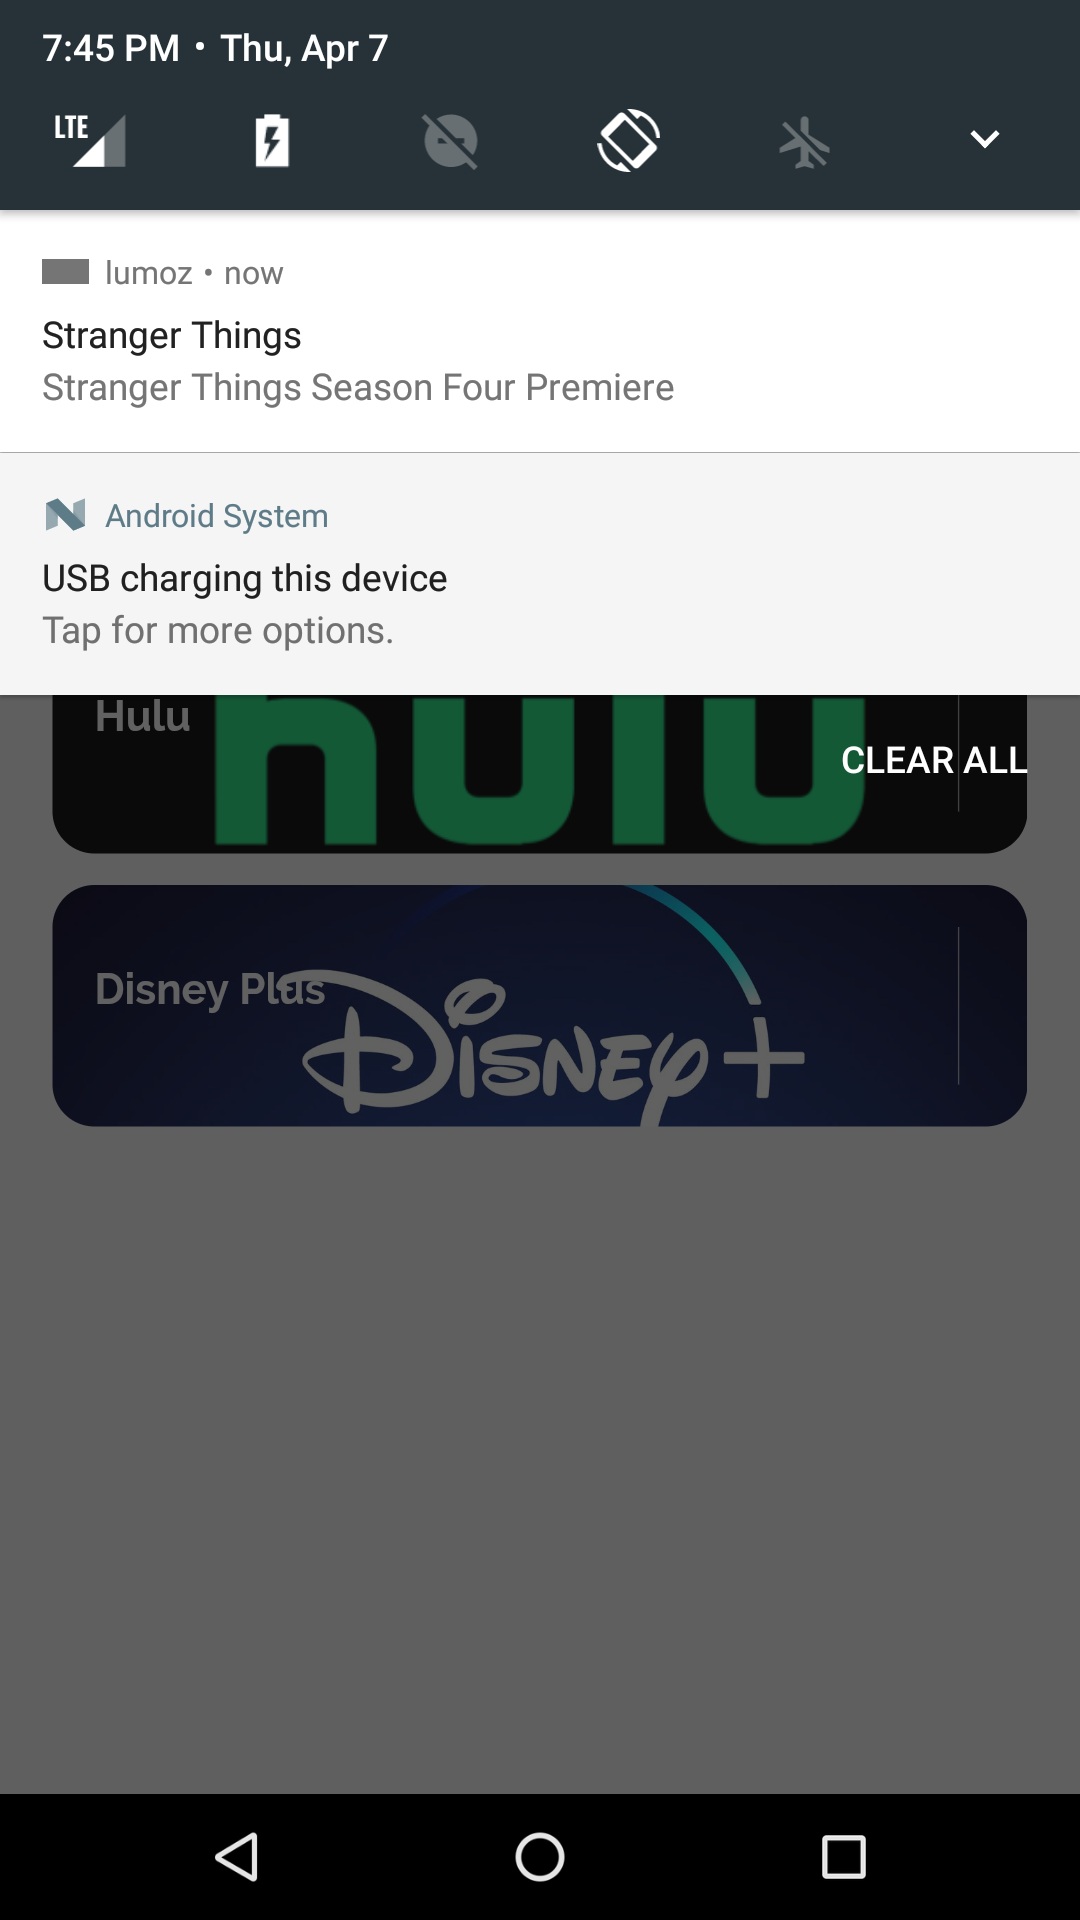 7:45 PM • Thu, Apr 7
LTE
lumoz • now
Stranger Things
Stranger Things Season Four Premiere
Android System
USB charging this device
Tap for more options.
Hulu
hulu
CLEAR ALL
Disney Plus
Disney+